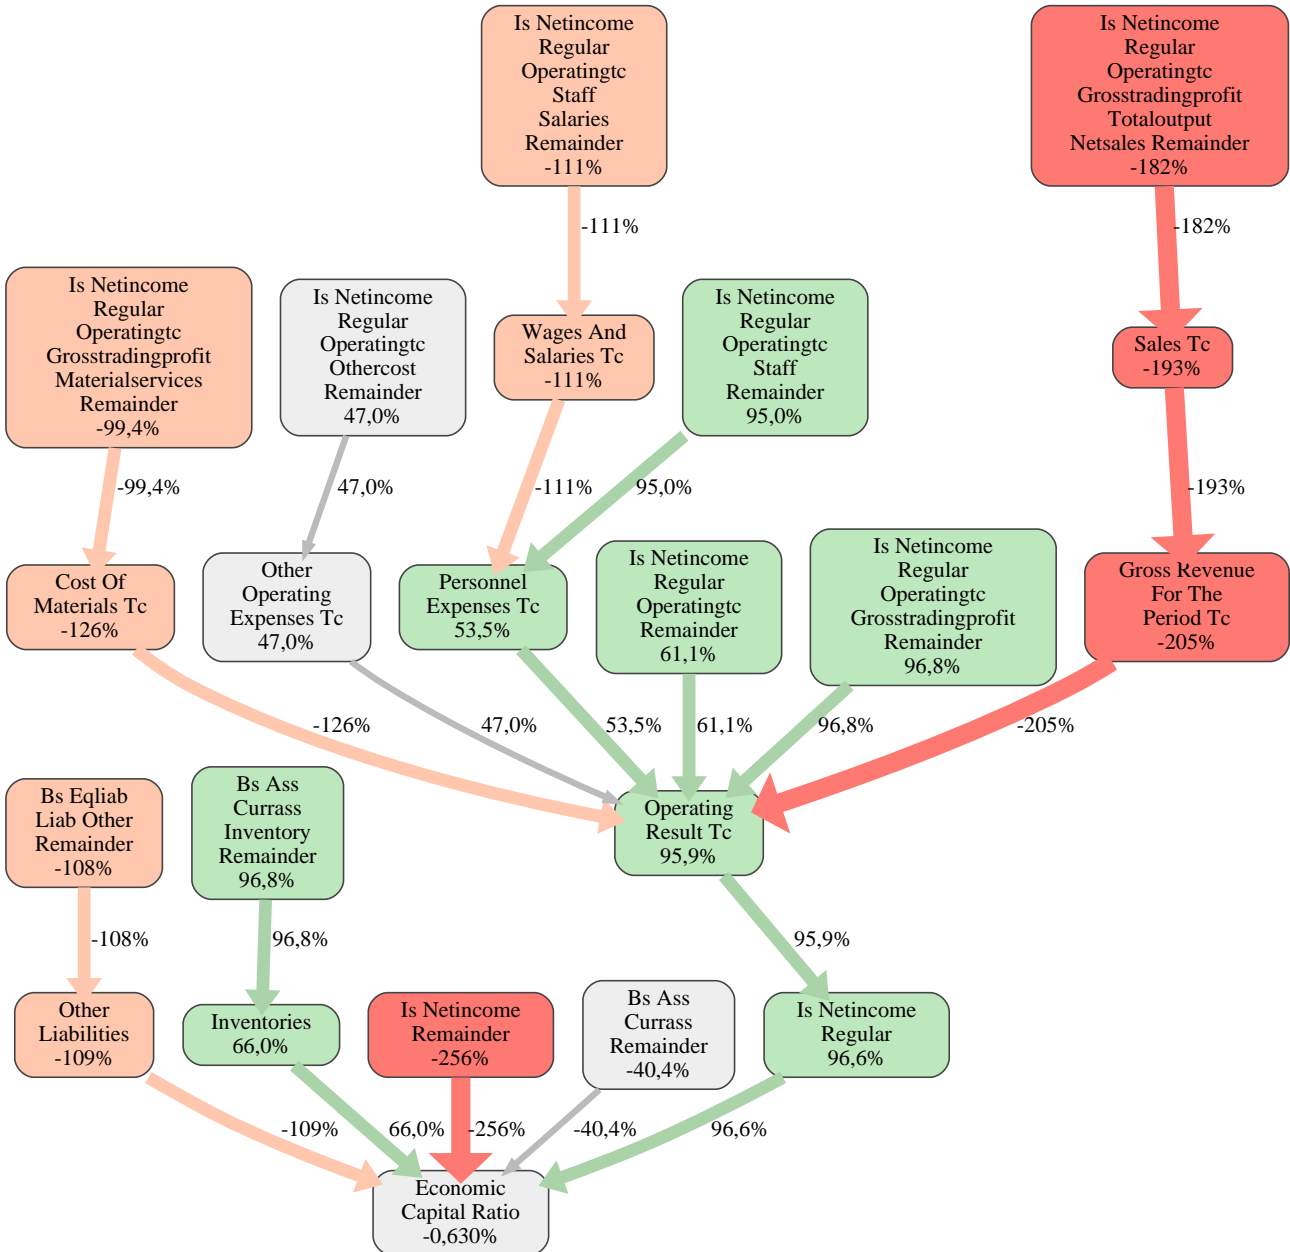 Is Netincome
Regular
Operatingtc
Staff
Salaries
Remainder
-111%
Is Netincome
Regular
Operatingtc
Grosstradingprofit
Totaloutput
Netsales Remainder
-182%
-111%
-182%
Is Netincome
Regular
Operatingtc
Grosstradingprofit
Materialservices
Remainder
-99,4%
Is Netincome
Regular
Operatingtc
Othercost
Remainder
47,0%
Wages And
Salaries Tc
-111%
Is Netincome
Regular
Operatingtc
Staff
Remainder
95,0%
Sales Tc
-193%
-99,4%
47,0%
-111%
95,0%
-193%
Cost Of
Materials Tc
-126%
Other
Operating
Expenses Tc
47,0%
Personnel
Expenses Tc
53,5%
Is Netincome
Regular
Operatingtc
Remainder
61,1%
Is Netincome
Regular
Operatingtc
Grosstradingprofit
Remainder
96,8%
Gross Revenue
For The
Period Tc
-205%
-126%
47,0%
53,5%
61,1%
96,8%
-205%
Bs Eqliab
Liab Other
Remainder
-108%
Bs Ass
Currass
Inventory
Remainder
96,8%
Operating
Result Tc
95,9%
-108%
96,8%
95,9%
Other
Liabilities
-109%
Inventories
66,0%
Is Netincome
Remainder
-256%
Bs Ass
Currass
Remainder
-40,4%
Is Netincome
Regular
96,6%
-109%
66,0%
-256%
-40,4%
96,6%
Economic
Capital Ratio
-0,630%